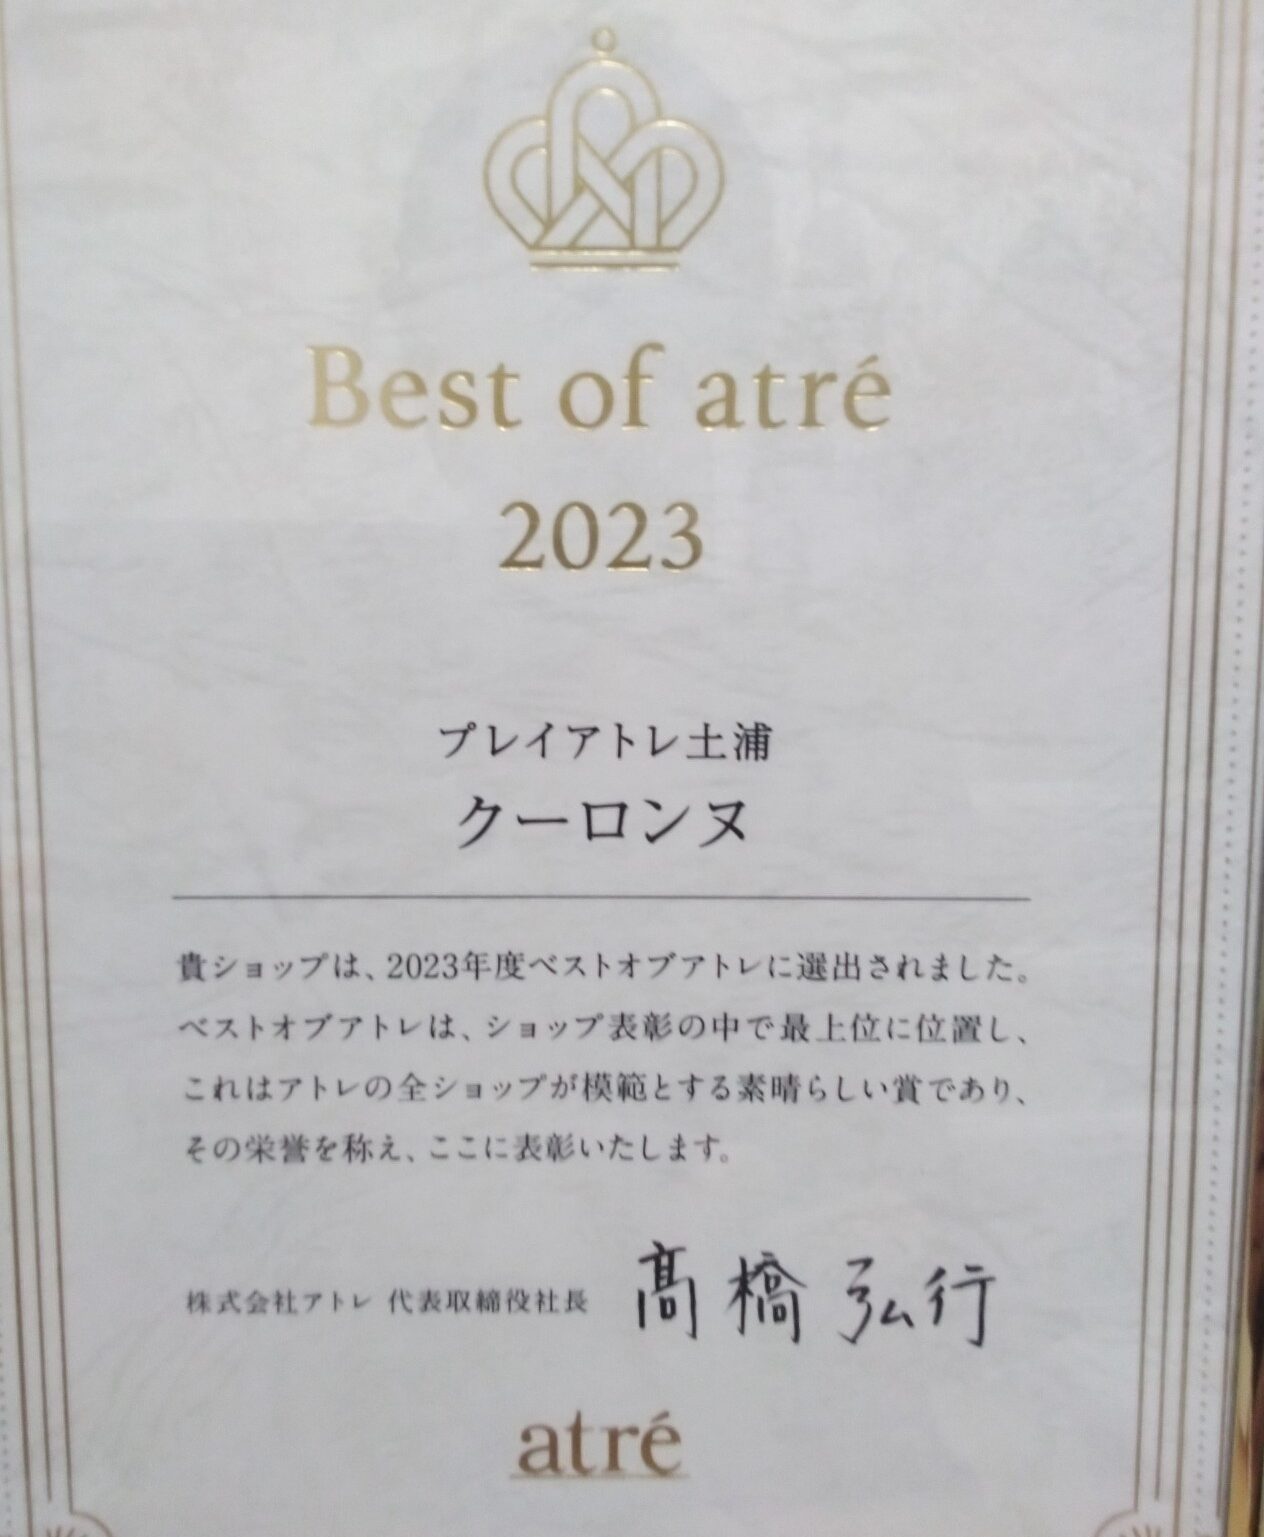 Best of atré
2023
プレイアトレ土浦
クーロンヌ
貴ショップは、2023年度ベストオブアトレに選出されました。
ベストオブアトレは、ショップ表彰の中で最上位に位置し、
これはアトレの全ショップが模範とする素晴らしい賞であり、
その栄誉を称え、ここに表彰いたします。
株式会社アトレ 代表取締役社長 髙橋弘行
atré